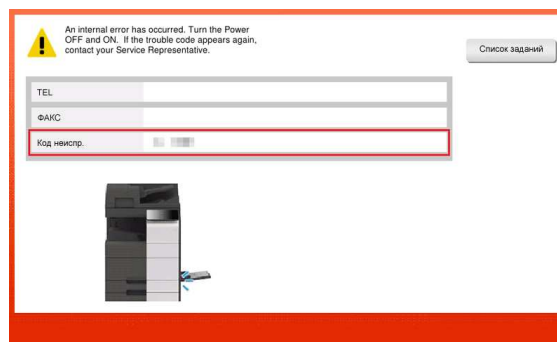 An internal error has occurred. Turn the Power
OFF and ON. If the trouble code appears again,
contact your Service Representative.
Список заданий
TEL
ФАКС
Код неиспр.